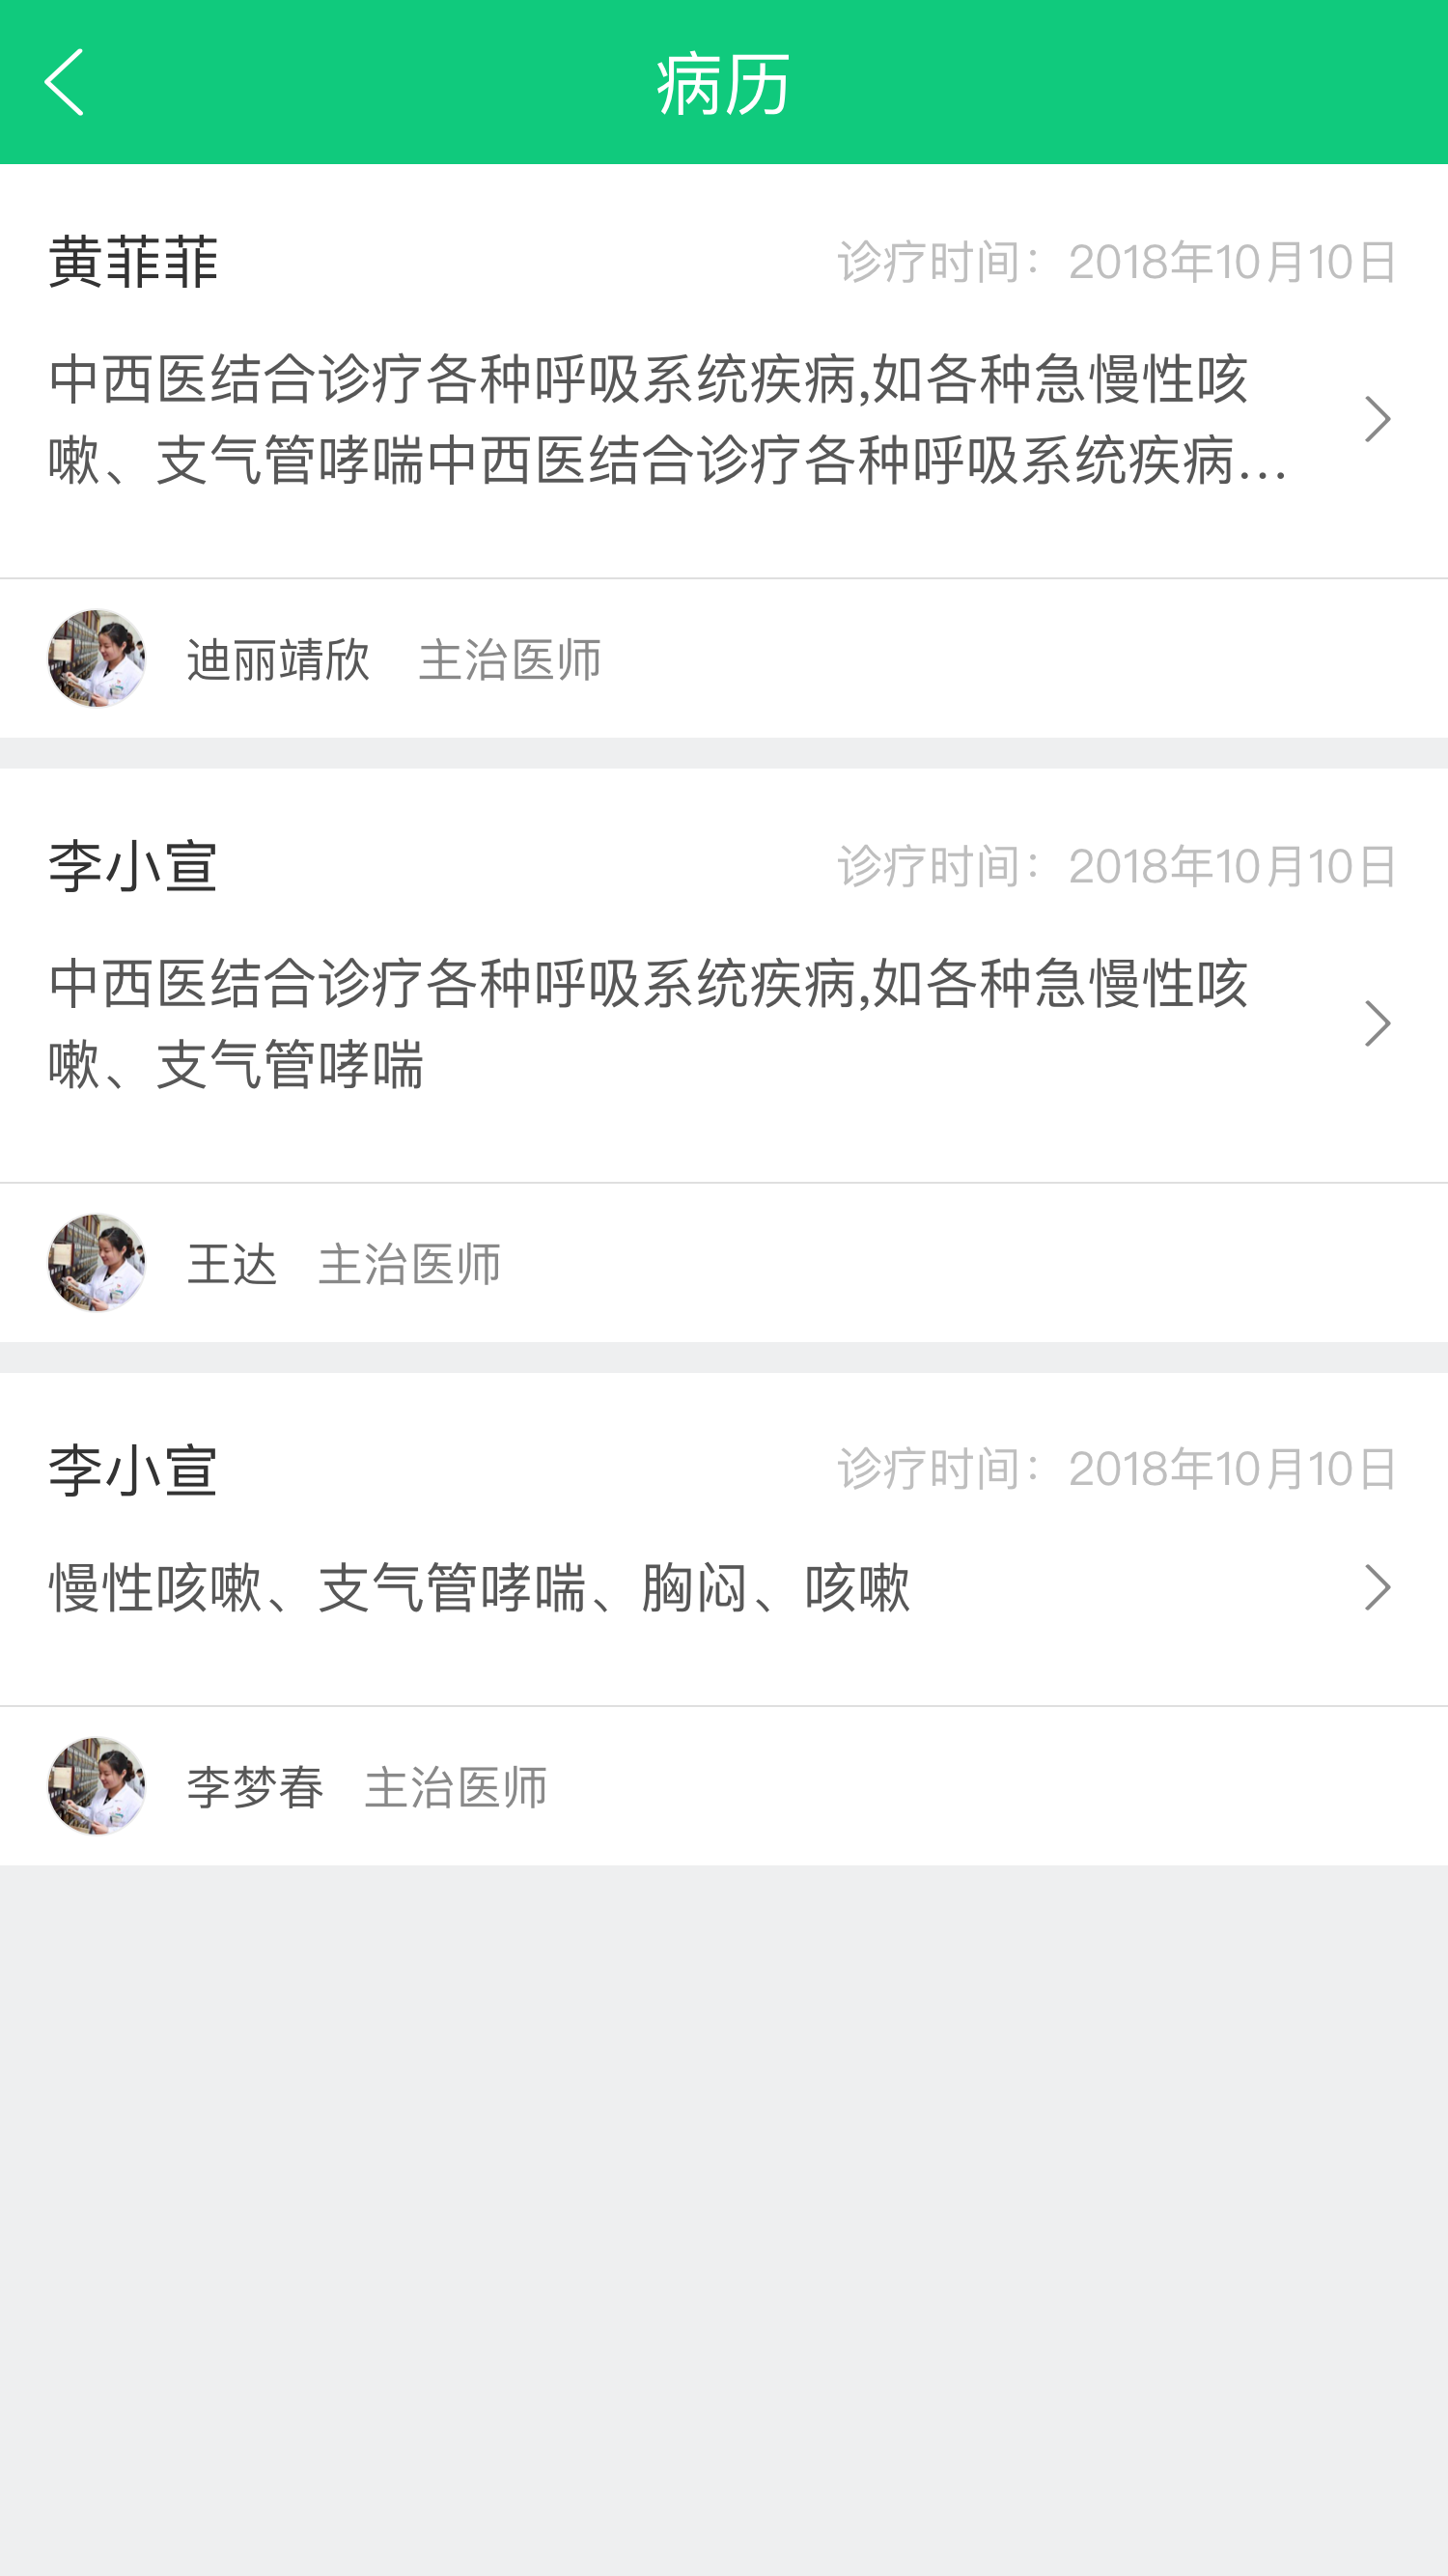 病历
黄菲菲
诊疗时间：2018年10月10日
中西医结合诊疗各种呼吸系统疾病,如各种急慢性咳
嗽、支气管哮喘中西医结合诊疗各种呼吸系统疾病...
迪丽靖欣 主治医师
李小宣
诊疗时间：2018年10月10日
中西医结合诊疗各种呼吸系统疾病,如各种急慢性咳
嗽、支气管哮喘
王达 主治医师
李小宣
诊疗时间：2018年10月10日
慢性咳嗽、支气管哮喘、胸闷、咳嗽
李梦春 主治医师